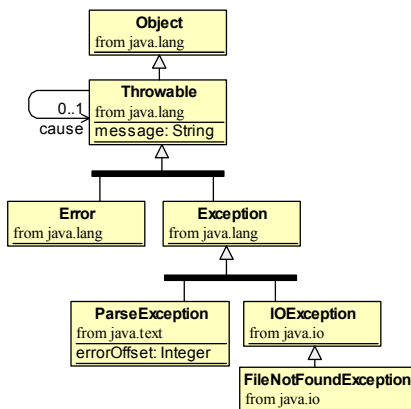 Object
from java.lang
Throwable
0..1
from java.lang
cause
message: String
Error
Exception
from java.lang
from java.lang
ParseException
IOException
from java.text
from java.io
errorOffset: Integer
FileNotFoundException
from java.io